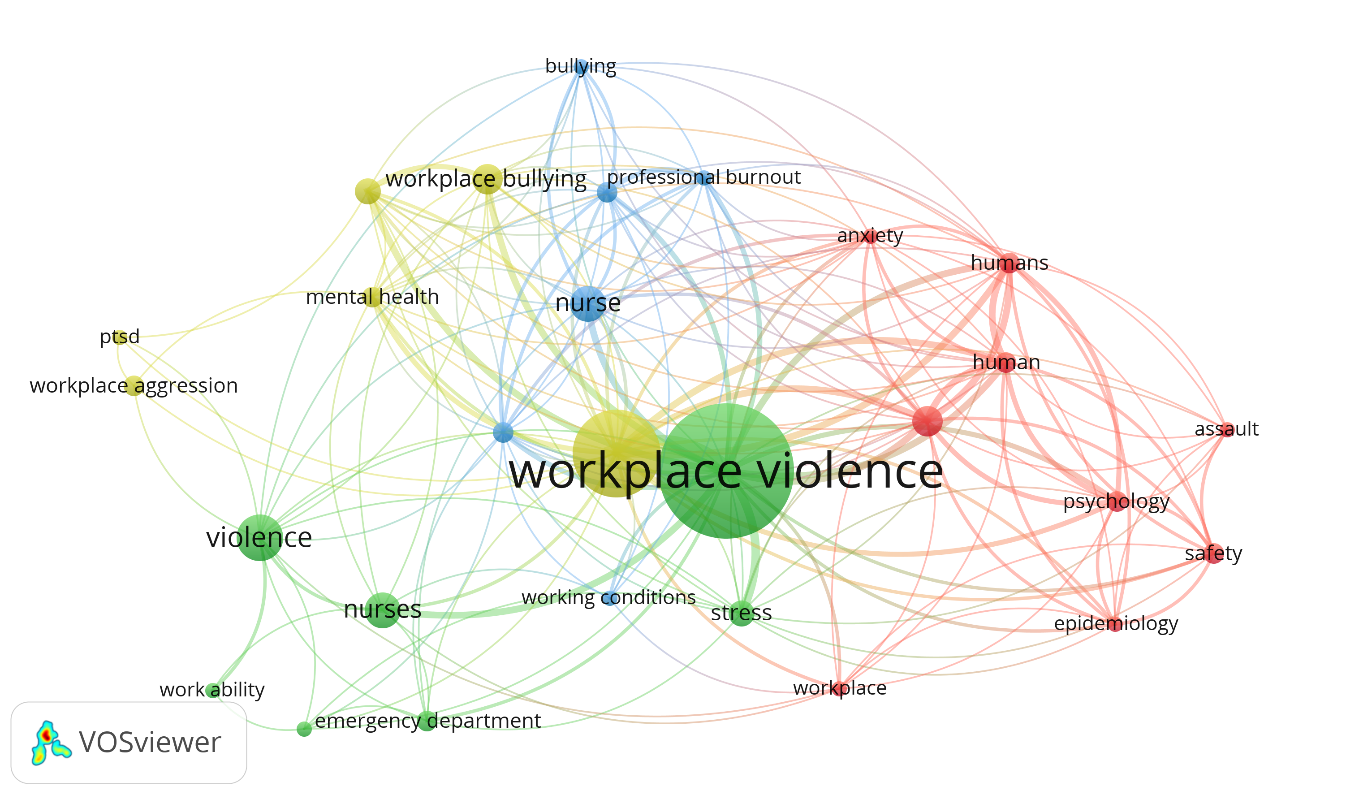 bullying
workplace bullying
professional burnout
anxiety
humans
mental health
nurse
ptsd
human
workplace aggression
assault
workplace violence
psychology
violence
safety
working conditions
nurses
stress
epidemiology
work ability
workplace
emergency department
VOSviewer